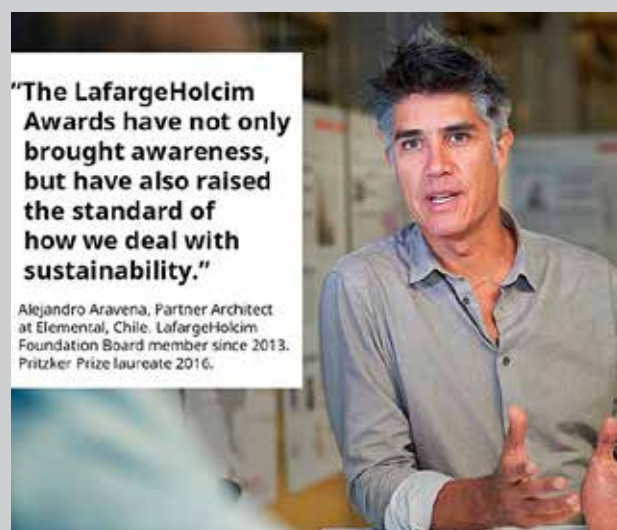 “The LafargeHolcim
Awards have not only
brought awareness,
but have also raised
the standard of
how we deal with
sustainability.”
Alejandro Aravena, Partner Architect
at Elemental, Chile. LafargeHolcim
Foundation Board member since 2013.
Pritzker Prize laureate 2016.